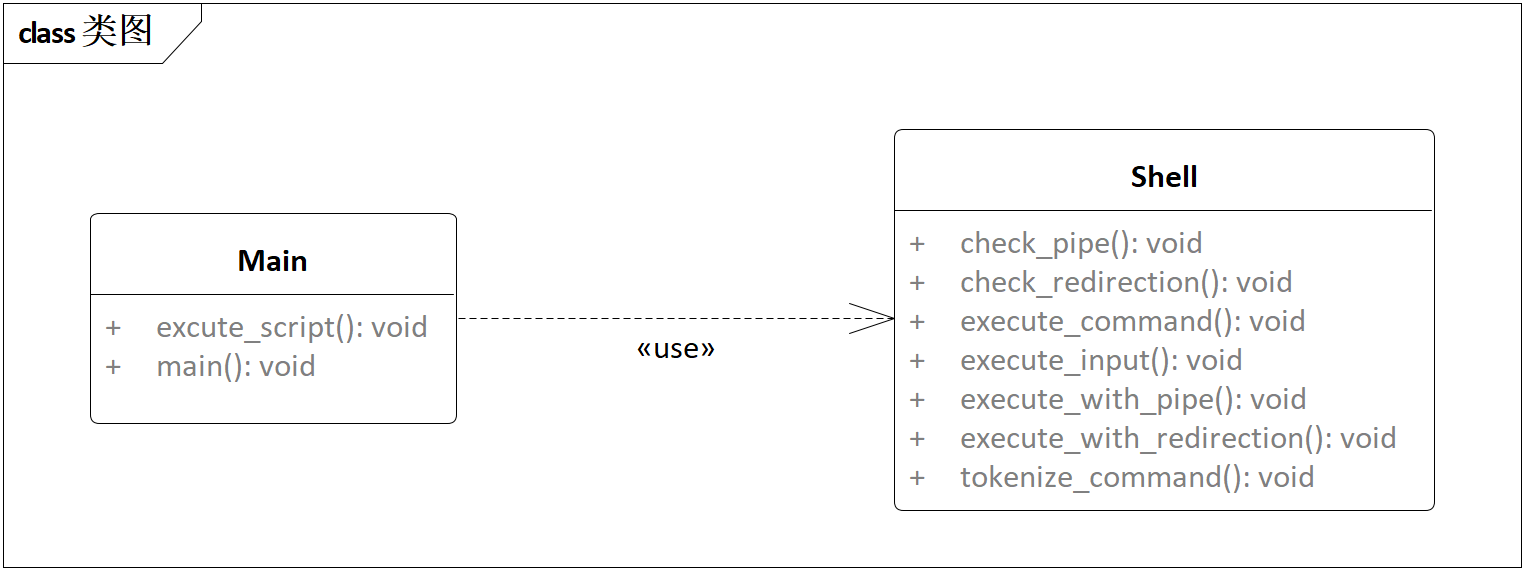 class 类图
Main
+ excute_script(): void
+ main(): void
«use»
Shell
+ check_pipe(): void
+ check_redirection(): void
+ execute_command(): void
+ execute_input(): void
+ execute_with_pipe(): void
+ execute_with_redirection(): void
+ tokenize_command(): void